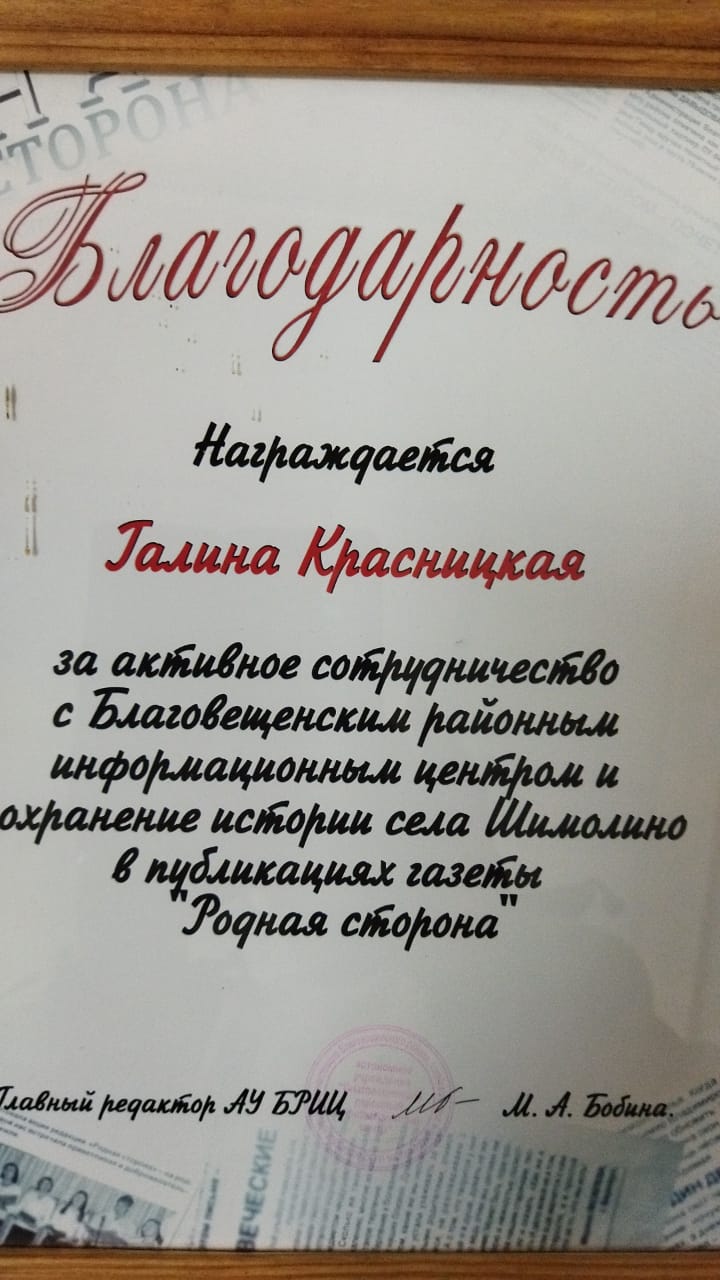 СТОРОНА
Благодарность
Награждается
Галина Красницкая
за активное сотрудничество
с Благовещенским районным
информационным центром и
охранение истории села Шимолино
в публикациях газеты
"Родная сторона"
Главный редактор АУ БРИЦ М. А. Бобина.
ВЕЧЕСКИЕ